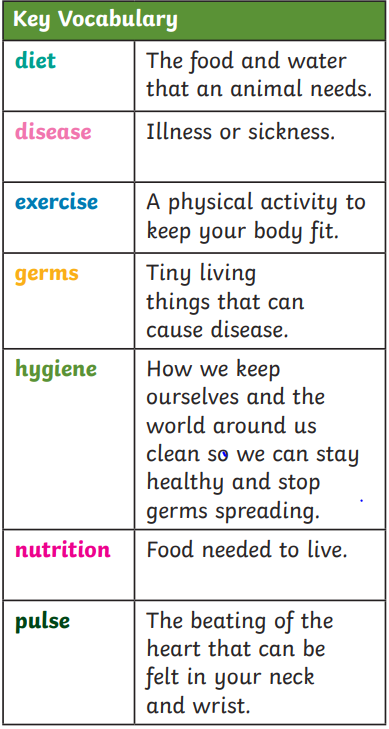 Key Vocabulary
diet
The food and water
that an animal needs.
disease
Illness or sickness.
exercise
A physical activity to
keep your body fit.
germs
Tiny living
things that can
cause disease.
hygiene
How we keep
ourselves and the
world around us
clean so we can stay
healthy and stop
germs spreading.
nutrition
Food needed to live.
pulse
The beating of the
heart that can be
felt in your neck
and wrist.